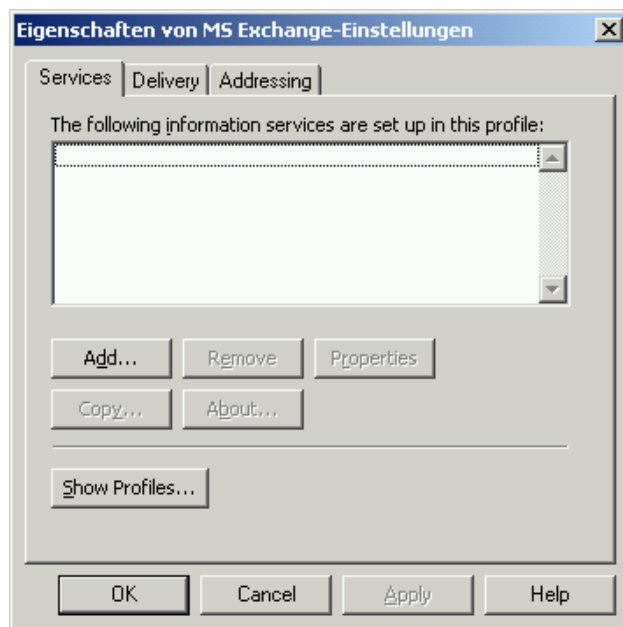 Eigenschaften von MS Exchange-Einstellungen
Services Delivery Addressing
The following information services are set up in this profile:
Add... Remove Properties
Copy... About...
Show Profiles...
OK Cancel Apply Help